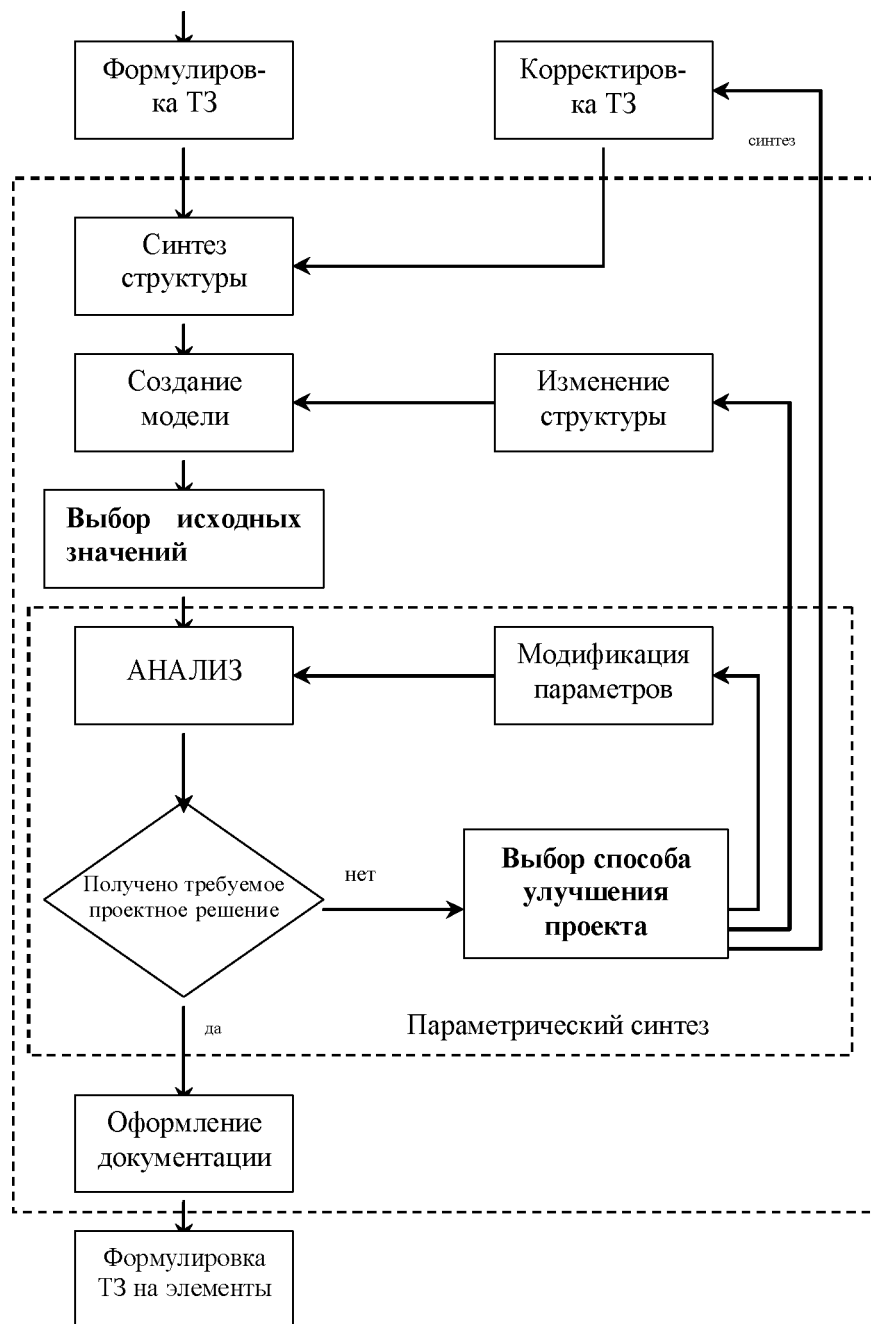 Формулиров-
ка ТЗ
Корректиров-
ка ТЗ
синтез
Синтез
структуры
Создание
модели
Изменение
структуры
Выбор исходных
значений
АНАЛИЗ
Модификация
параметров
Получено требуемое
проектное решение
нет
Выбор способа
улучшения
проекта
да
Параметрический синтез
Оформление
документации
Формулировка
ТЗ на элементы